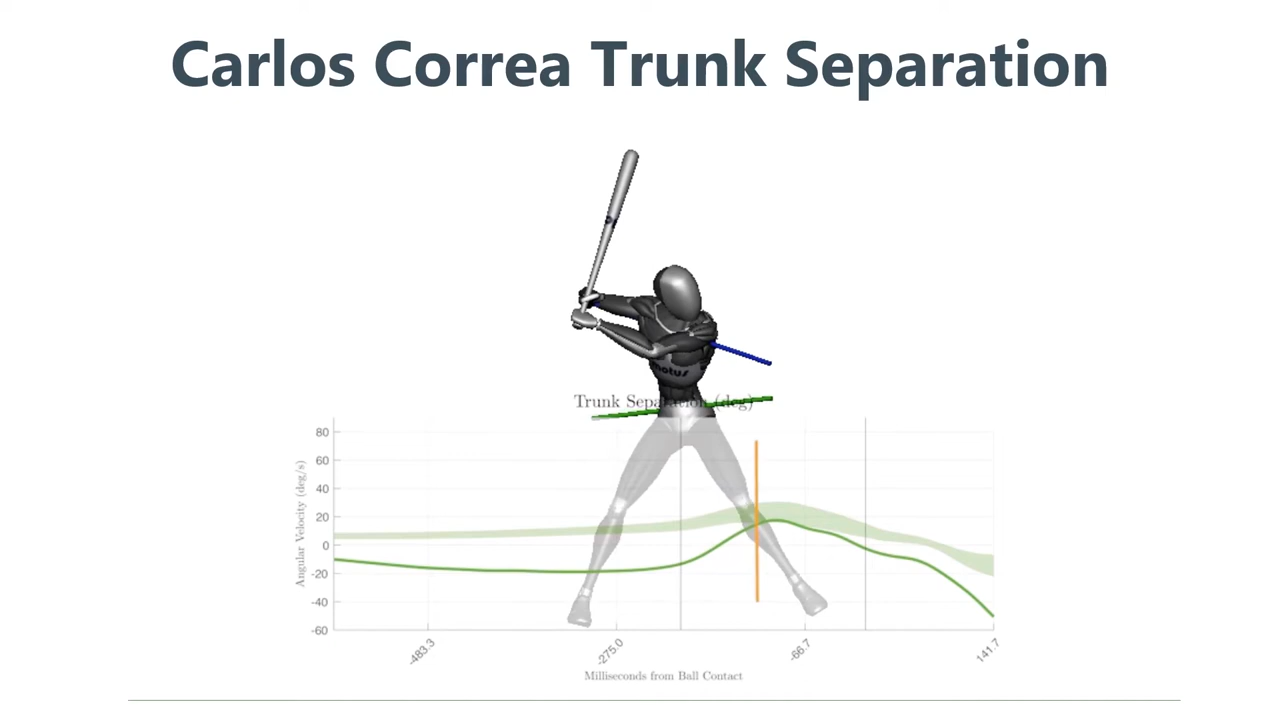 Carlos Correa Trunk Separation
motus
Trunk Separation (deg)
Angular Velocity (deg/s)
80
60
40
20
0
-20
-40
-60
-483.3
-275.0
-66.7
141.7
Milliseconds from Ball Contact